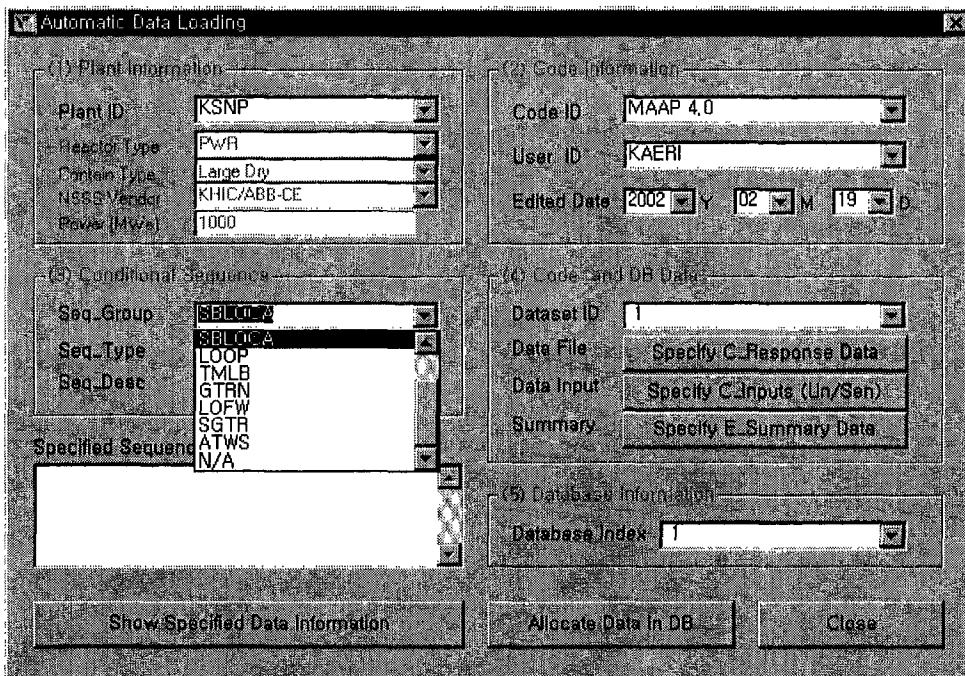 Automatic Data Loading
(1) Plant Information
Plant ID KSNP
Reactor Type PWR
Contain Type Large Dry
NSSS Vendor KHIC/ABB-CE
Power (MWe) 1000
(2) Code Information
Code ID MAAP 4.0
User ID KAERI
Edited Date 2002 Y 02 M 19 D
(3) Conditional Sequence
Seq_Group SBLOCA
Seq_Type
Seq_Desc
SBLOCA
LOOP
TMLB
GTRN
LOFW
SGTR
ATWS
N/A
Specified Sequenc
(4) Code and DB Data
Dataset ID 1
Data File Specify C_Response Data
Data Input Specify C_Inputs (Un/Sen)
Summary Specify E_Summary Data
(5) Database Information
Database Index 1
Show Specified Data Information
Allocate Data In DB
Close